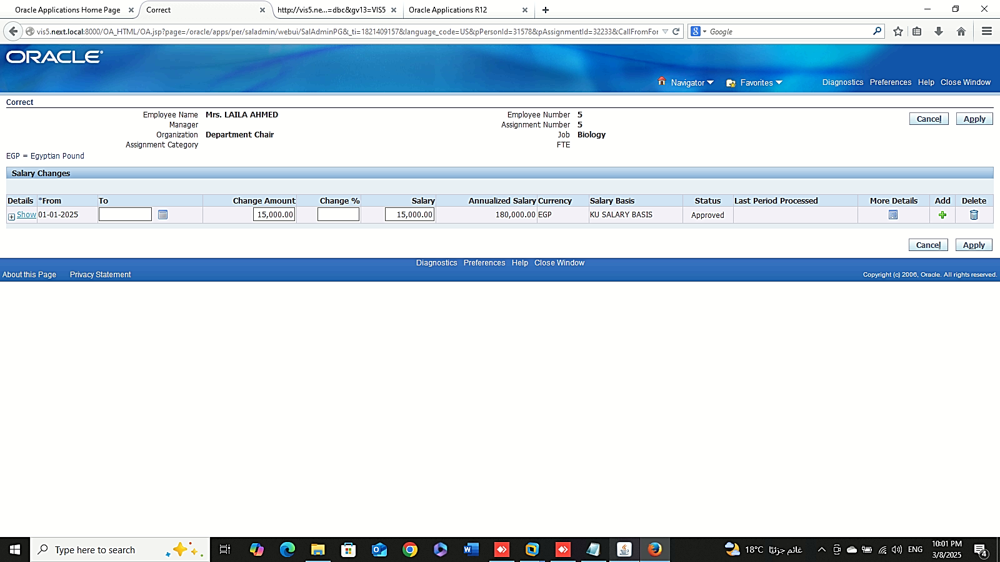 Oracle Applications Home Page × Correct × http://vis5.ne...=dbc&gv13=VIS5 × Oracle Applications R12 × +
vis5.next.local:8000/OA_HTML/OA.jsp?page=/oracle/apps/per/saladmin/webui/SalAdminPG&_ti=1821409157&language_code=US&pPersonId=31578&pAssignmentId=32233&CallFromFor
Google
ORACLE
Navigator Favorites Diagnostics Preferences Help Close Window
Correct
Employee Name Mrs. LAILA AHMED Employee Number 5
Cancel Apply
Manager Assignment Number 5
Organization Department Chair Job Biology
Assignment Category FTE
EGP = Egyptian Pound
Salary Changes
Details *From To Change Amount Change % Salary Annualized Salary Currency Salary Basis Status Last Period Processed More Details Add Delete
Show 01-01-2025 15,000.00 15,000.00 180,000.00 EGP KU SALARY BASIS Approved
Cancel Apply
Diagnostics Preferences Help Close Window
About this Page Privacy Statement Copyright (c) 2006, Oracle. All rights reserved.
Type here to search
18°C غائم جزئيًا
ENG
10:01 PM
3/8/2025
4